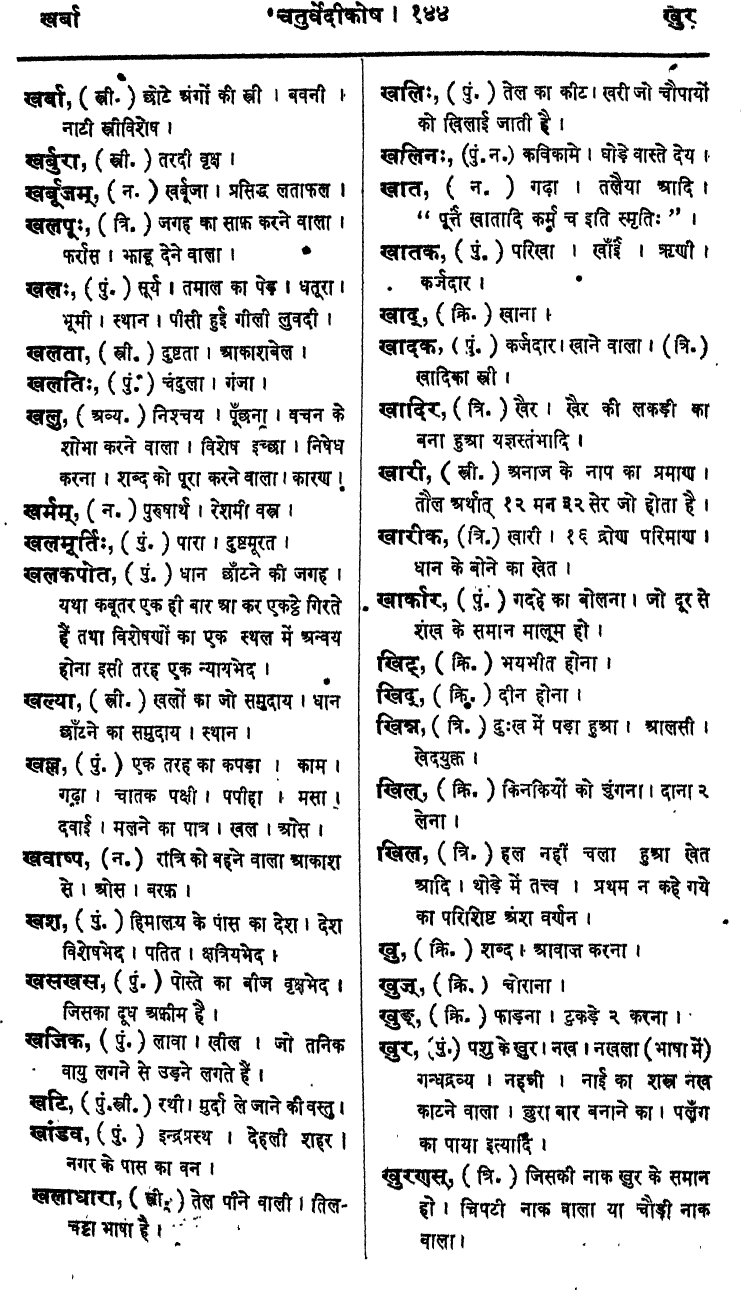 खर्बा चतुर्वेदीकोष । १४४ खुर
खर्बा, ( स्त्री. ) छोटे अंगों की स्त्री । बवनी ।
नाटी स्त्रीविशेष ।
खर्बुरा, ( स्त्री. ) तरदी वृक्ष ।
खर्बूजम्, ( न. ) खर्बूजा । प्रसिद्ध लताफल ।
खलपूः, ( त्रि. ) जगह का साफ़ करने वाला ।
फर्रास । झाडू देने वाला ।
खलः, ( पुं. ) सूर्य । तमाल का पेड़ । धतूरा ।
भूमी । स्थान । पीसी हुई गीली लुवदी ।
खलता, ( स्त्री. ) दुष्टता । आकाशबेल ।
खलतिः, ( पुं. ) चंदुला । गंजा ।
खलु, ( अव्य. ) निश्चय । पूँछना । वचन के
शोभा करने वाला । विशेष इच्छा । निषेध
करना । शब्द को पूरा करने वाला । कारण ।
खर्मम्, ( न. ) पुरुषार्थ । रेशमी वस्त्र ।
खलमूर्तिः, ( पुं. ) पारा । दुष्टमूरत ।
खलकपोत, ( पुं. ) धान छाँटने की जगह ।
यथा कबूतर एक ही बार आ कर एकट्ठे गिरते
हैं तथा विशेषणों का एक स्थल में अन्वय
होना इसी तरह एक न्यायभेद ।
खल्या, ( स्त्री. ) खलों का जो समुदाय । धान
छाँटने का समुदाय । स्थान ।
खल्ल, ( पुं. ) एक तरह का कपड़ा । काम ।
गढ़ा । चातक पक्षी । पपीहा । मसा ।
दवाई । मलने का पात्र । खल । ओस ।
खवाष्प, ( न. ) रात्रि को बहने वाला आकाश
से । ओस । बरफ़ ।
खश, ( पुं. ) हिमालय के पास का देश । देश
विशेषभेद । पतित । क्षत्रियभेद ।
खसखस, ( पुं. ) पोस्ते का बीज वृक्षभेद ।
जिसका दूध अफ़ीम है ।
खजिक, ( पुं. ) लावा । खील । जो तनिक
वायु लगने से उड़ने लगते हैं ।
खटि, ( पुं.स्त्री. ) रथी । मुर्दा ले जाने की वस्तु ।
खांडव, ( पुं. ) इन्द्रप्रस्थ । देहली शहर ।
नगर के पास का वन ।
खलाधारा, ( स्त्री. ) तेल पीने वाली । तिल-
चट्टा भाषा है ।
खलिः, ( पुं. ) तेल का कीट । खरी जो चौपायों
को खिलाई जाती है ।
खलिनः, (पुं.न.) कविकामे । घोड़े वास्ते देय ।
खात, ( न. ) गढ़ा । तलैया आदि ।
“ पूर्त्तं खातादि कर्म्म च इति स्मृतिः ” ।
खातक, ( पुं. ) परिखा । खाँई । ऋणी ।
कर्जदार ।
खाद्, ( क्रि. ) खाना ।
खादक, ( पुं. ) कर्जदार । खाने वाला । (त्रि.)
खादिका स्त्री ।
खादिर, ( त्रि. ) खैर । खैर की लकड़ी का
बना हुआ यज्ञस्तंभादि ।
खारी, ( स्त्री. ) अनाज के नाप का प्रमाण ।
तौल अर्थात् १२ मन ३२ सेर जो होता है ।
खारीक, (त्रि.) खारी । १६ द्रोण परिमाण ।
धान के बोने का खेत ।
खार्कार, ( पुं. ) गदहे का बोलना । जो दूर से
शंख के समान मालूम हो ।
खिट्, ( क्रि. ) भयभीत होना ।
खिद्, ( क्रि. ) दीन होना ।
खिन्न, ( त्रि. ) दुःख में पड़ा हुआ । आलसी ।
खेदयुक्त ।
खिल्, ( क्रि. ) किनकियों को चुंगना । दाना २
लेना ।
खिल, ( त्रि. ) हल नहीं चला हुआ खेत
आदि । थोड़े में तत्त्व । प्रथम न कहे गये
का परिशिष्ट अंश वर्णन ।
खु, ( क्रि. ) शब्द । आवाज करना ।
खुज्, ( क्रि. ) चोराना ।
खुड्, ( क्रि. ) फाड़ना । टुकड़े २ करना ।
खुर, (पुं.) पशु के खुर । नख । नखला ( भाषा में)
गन्धद्रव्य । नहन्नी । नाई का शस्त्र नख
काटने वाला । छुरा बार बनाने का । पलँग
का पाया इत्यादि ।
खुरणस्, ( त्रि. ) जिसकी नाक खुर के समान
हो । चिपटी नाक वाला या चौड़ी नाक
वाला ।